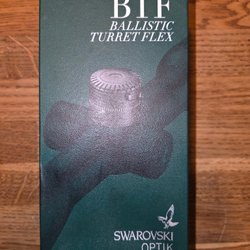 BTF
BALLISTIC
TURRET FLEX
SWAROVSKI
OPTIK